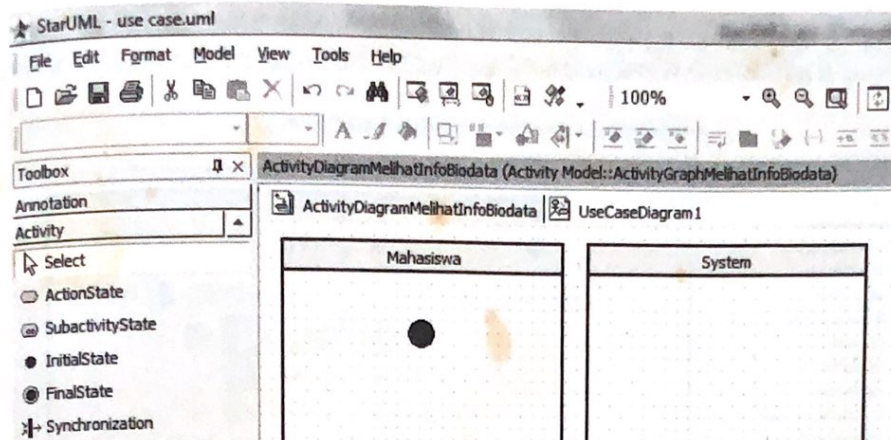 StarUML - use case.uml
File Edit Format Model View Tools Help
100%
Toolbox
ActivityDiagramMelihatInfoBiodata (Activity Model::ActivityGraphMelihatInfoBiodata)
Annotation
ActivityDiagramMelihatInfoBiodata UseCaseDiagram1
Activity
Mahasiswa System
Select
ActionState
SubactivityState
InitialState
FinalState
Synchronization